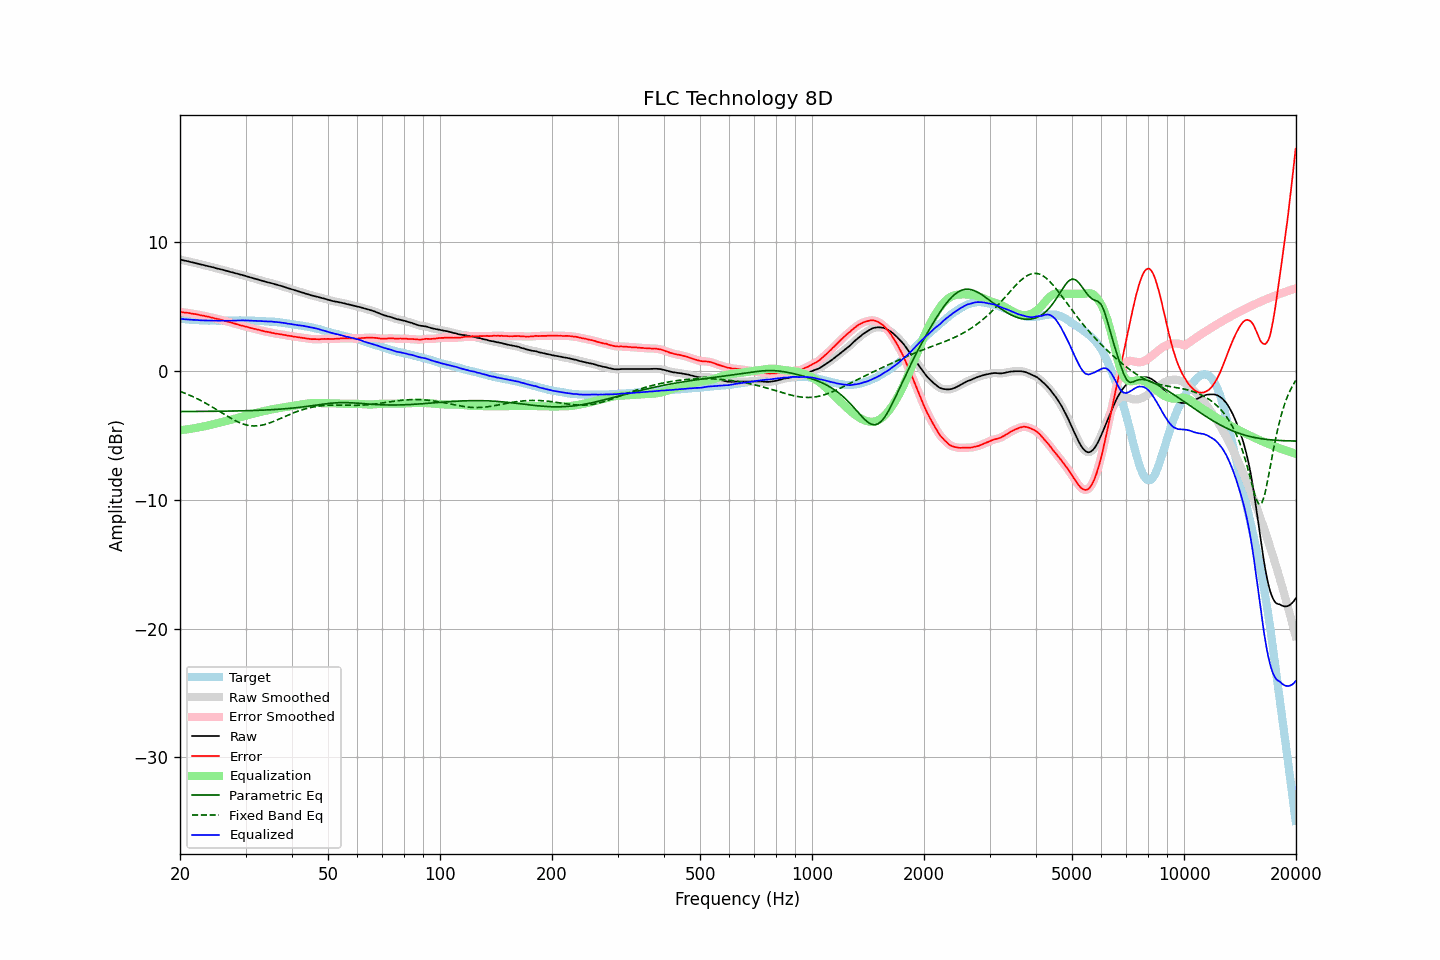 FLC Technology 8D
Amplitude (dBr)
10
0
−10
−20
−30
Target
Raw Smoothed
Error Smoothed
Raw
Error
Equalization
Parametric Eq
Fixed Band Eq
Equalized
20 50 100 200 500 1000 2000 5000 10000 20000
Frequency (Hz)